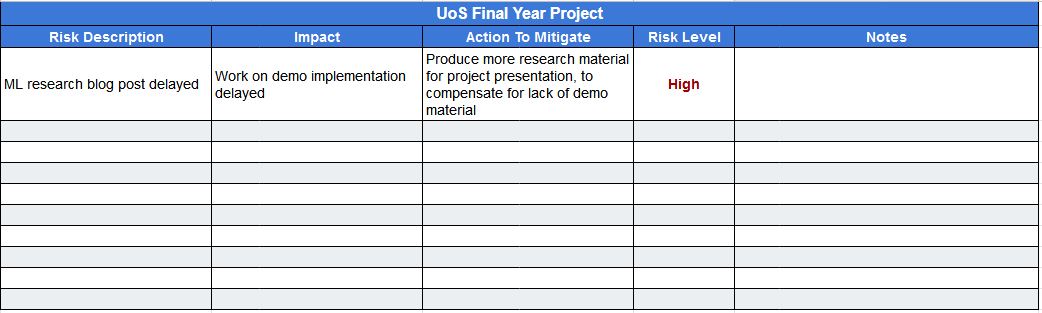 UoS Final Year Project
Risk Description Impact Action To Mitigate Risk Level Notes
ML research blog post delayed
Work on demo implementation
delayed
Produce more research material
for project presentation, to
compensate for lack of demo
material
High